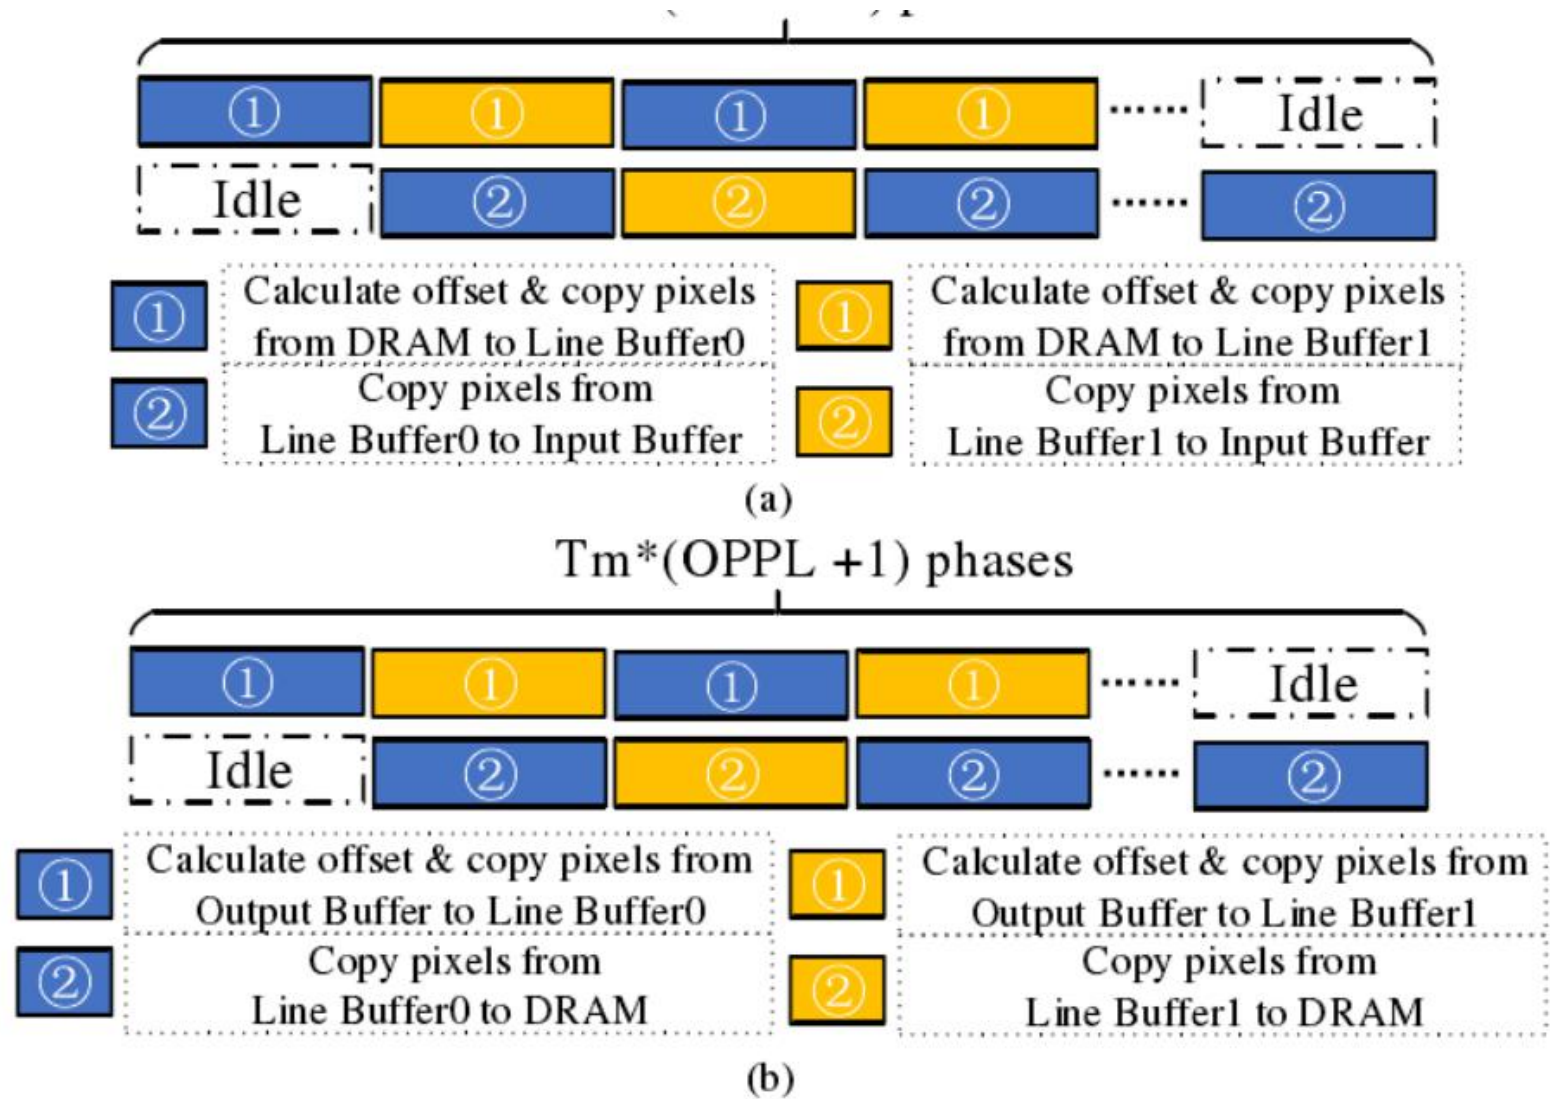 ① ① ① ① ······ Idle
Idle ② ② ② ······ ②
① Calculate offset & copy pixels
from DRAM to Line Buffer0
① Calculate offset & copy pixels
from DRAM to Line Buffer1
② Copy pixels from
Line Buffer0 to Input Buffer
② Copy pixels from
Line Buffer1 to Input Buffer
(a)
Tm*(OPPL +1) phases
① ① ① ① ······ Idle
Idle ② ② ② ······ ②
① Calculate offset & copy pixels from
Output Buffer to Line Buffer0
① Calculate offset & copy pixels from
Output Buffer to Line Buffer1
② Copy pixels from
Line Buffer0 to DRAM
② Copy pixels from
Line Buffer1 to DRAM
(b)